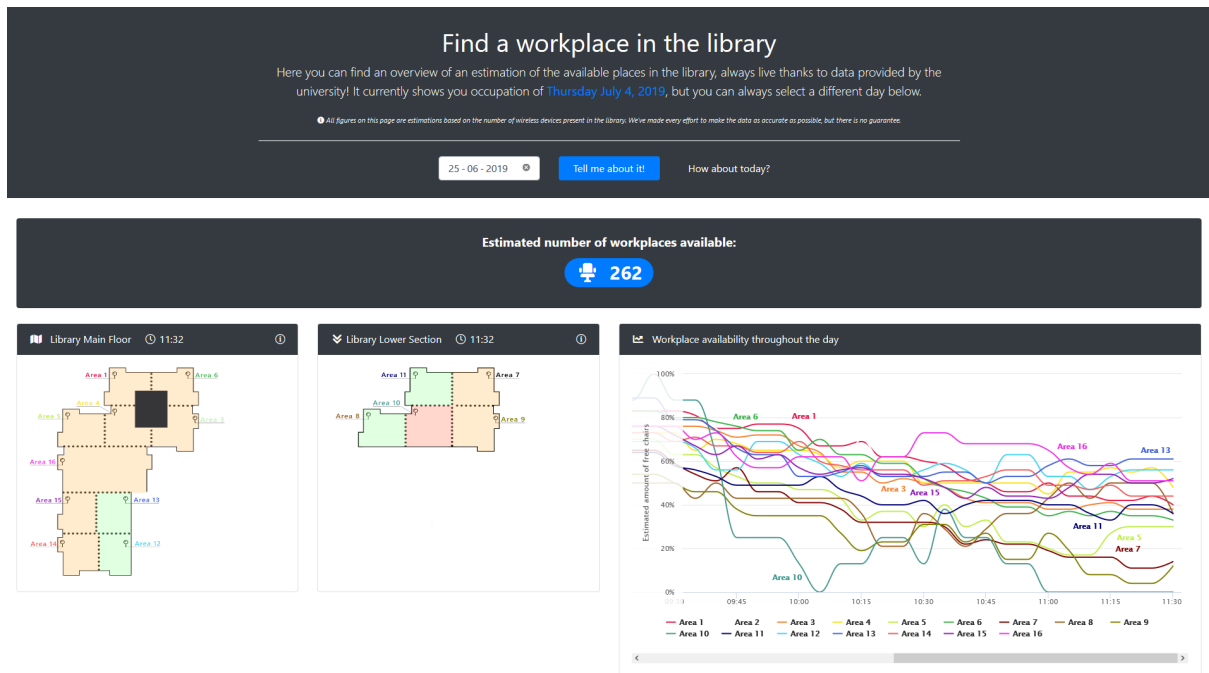 Find a workplace in the library
Here you can find an overview of an estimation of the available places in the library, always live thanks to data provided by the
university! It currently shows you occupation of Thursday July 4, 2019, but you can always select a different day below.
All figures on this page are estimations based on the number of wireless devices present in the library. We've made every effort to make the data as accurate as possible, but there is no guarantee.
25 - 06 - 2019
Tell me about it!
How about today?
Estimated number of workplaces available:
262
Library Main Floor 11:32
Area 1
Area 6
Area 4
Area 5
Area 2
Area 16
Area 15
Area 13
Area 14
Area 12
Library Lower Section 11:32
Area 11
Area 7
Area 10
Area 8
Area 9
Workplace availability throughout the day
Estimated amount of free chairs
100%
80%
60%
40%
20%
0%
Area 6
Area 1
Area 16
Area 13
Area 3
Area 15
Area 11
Area 5
Area 7
Area 10
09:30 09:45 10:00 10:15 10:30 10:45 11:00 11:15 11:30
Area 1 Area 2 Area 3 Area 4 Area 5 Area 6 Area 7 Area 8 Area 9
Area 10 Area 11 Area 12 Area 13 Area 14 Area 15 Area 16